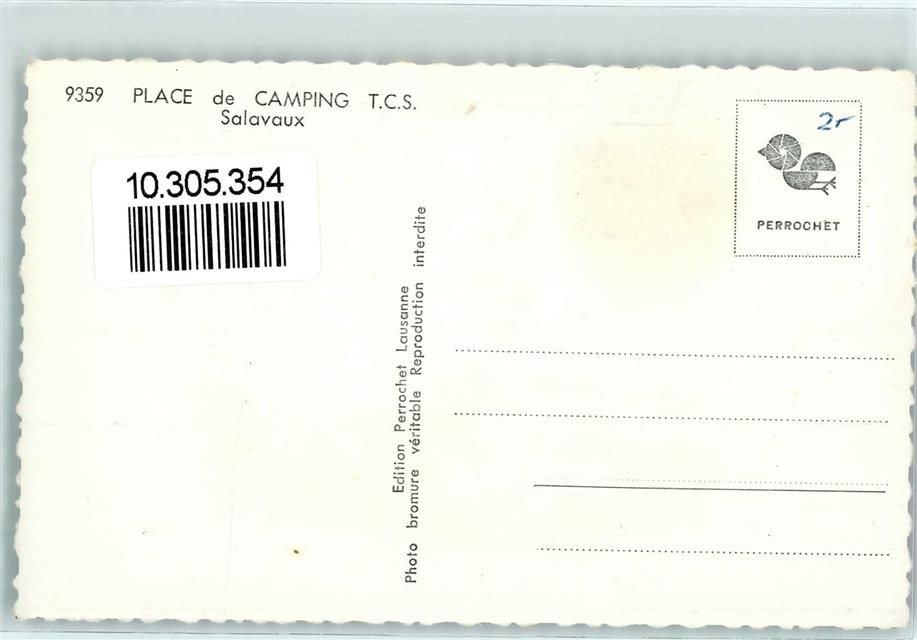 9359 PLACE de CAMPING T.C.S.
Salavaux
10.305.354
2r
PERROCHET
Edition Perrochet Lausanne
Photo bromure véritable Reproduction interdite